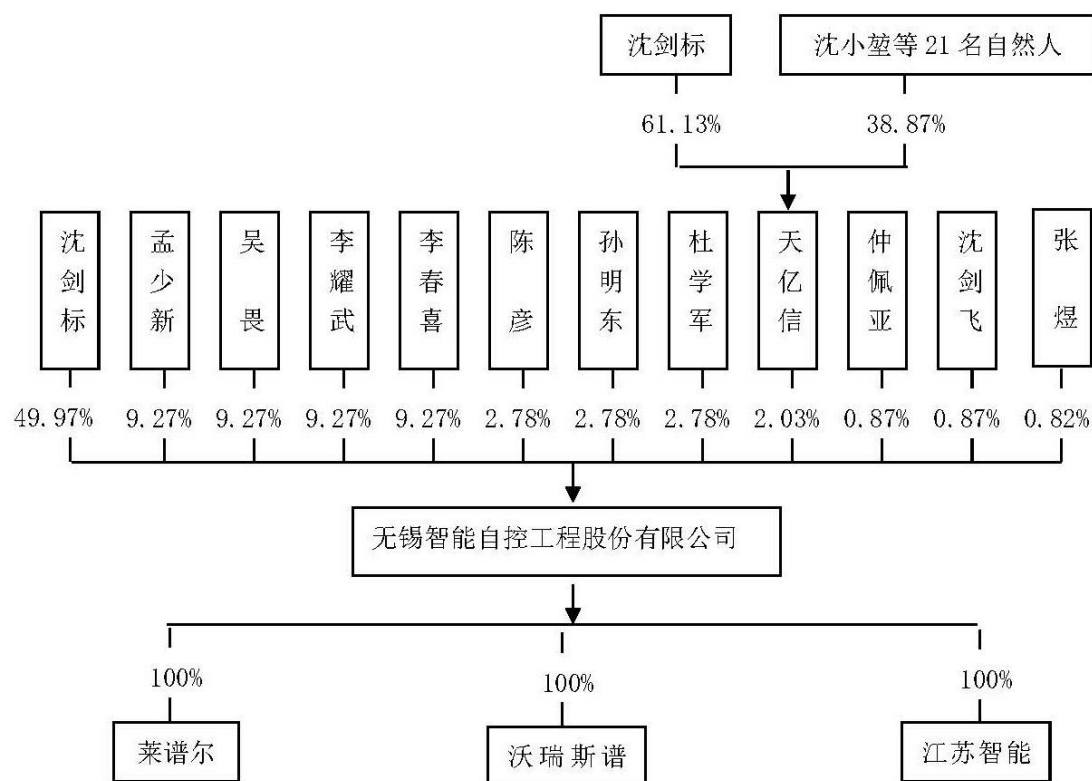 沈剑标
沈小堃等 21 名自然人
61.13%
38.87%
沈剑标
孟少新
吴畏
李耀武
李春喜
陈彦
孙明东
杜学军
天亿信
仲佩亚
沈剑飞
张煜
49.97%
9.27%
9.27%
9.27%
9.27%
2.78%
2.78%
2.78%
2.03%
0.87%
0.87%
0.82%
无锡智能自控工程股份有限公司
100%
100%
100%
莱谱尔
沃瑞斯谱
江苏智能